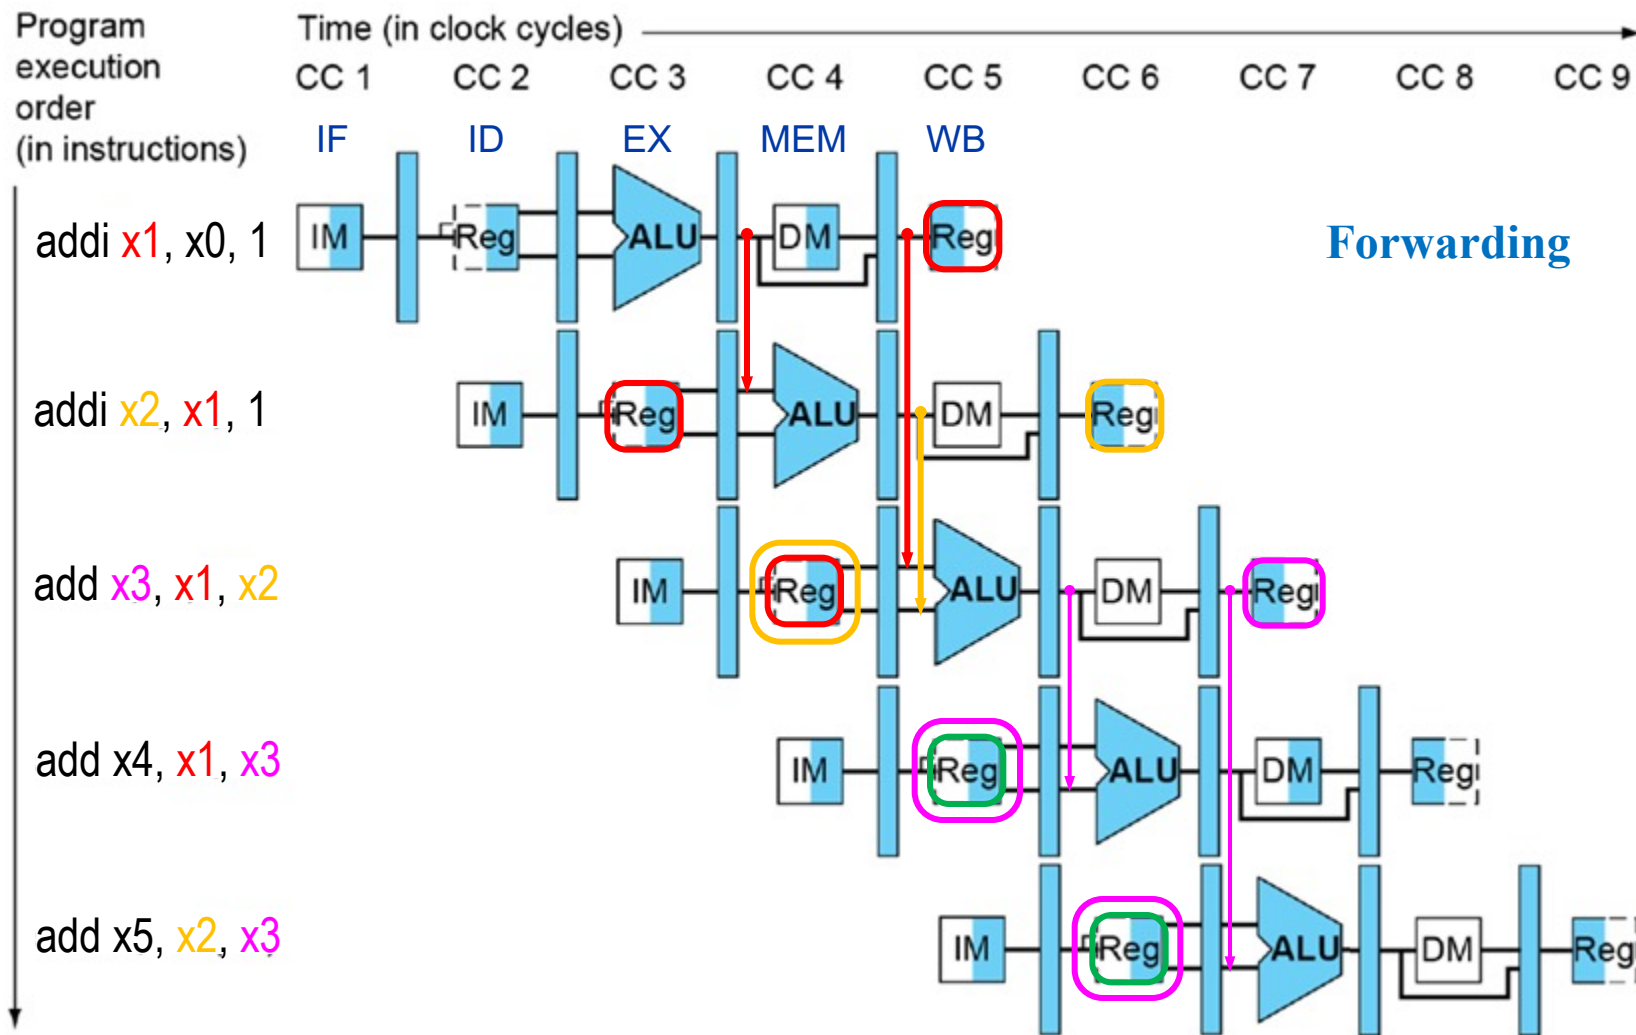 Program
execution
order
(in instructions)
Time (in clock cycles)
CC 1 CC 2 CC 3 CC 4 CC 5 CC 6 CC 7 CC 8 CC 9
IF ID EX MEM WB
addi x1, x0, 1 IM Reg ALU DM Reg
Forwarding
addi x2, x1, 1 IM Reg ALU DM Reg
add x3, x1, x2 IM Reg ALU DM Reg
add x4, x1, x3 IM Reg ALU DM Reg
add x5, x2, x3 IM Reg ALU DM Reg